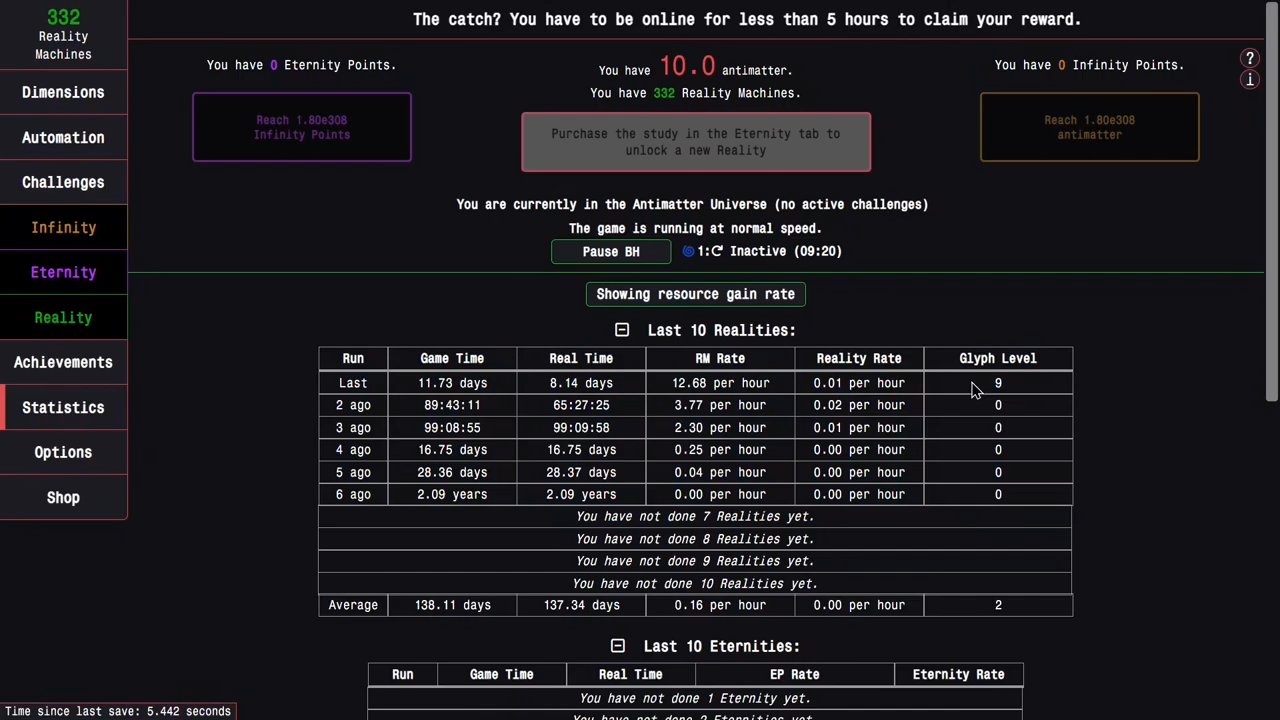 332
Reality
Machines
The catch? You have to be online for less than 5 hours to claim your reward.
You have 0 Eternity Points.
You have 10.0 antimatter.
You have 332 Reality Machines.
You have 0 Infinity Points.
?
i
Reach 1.80e308
Infinity Points
Purchase the study in the Eternity tab to
unlock a new Reality
Reach 1.80e308
antimatter
Dimensions
Automation
Challenges
Infinity
Eternity
Reality
Achievements
Statistics
Options
Shop
You are currently in the Antimatter Universe (no active challenges)
The game is running at normal speed.
Pause BH 1: Inactive (09:20)
Showing resource gain rate
Last 10 Realities:
Run Game Time Real Time RM Rate Reality Rate Glyph Level
Last 11.73 days 8.14 days 12.68 per hour 0.01 per hour 9
2 ago 89:43:11 65:27:25 3.77 per hour 0.02 per hour 0
3 ago 99:08:55 99:09:58 2.30 per hour 0.01 per hour 0
4 ago 16.75 days 16.75 days 0.25 per hour 0.00 per hour 0
5 ago 28.36 days 28.37 days 0.04 per hour 0.00 per hour 0
6 ago 2.09 years 2.09 years 0.00 per hour 0.00 per hour 0
You have not done 7 Realities yet.
You have not done 8 Realities yet.
You have not done 9 Realities yet.
You have not done 10 Realities yet.
Average 138.11 days 137.34 days 0.16 per hour 0.00 per hour 2
Last 10 Eternities:
Run Game Time Real Time EP Rate Eternity Rate
You have not done 1 Eternity yet.
You have not done 2 Eternities yet.
Time since last save: 5.442 seconds